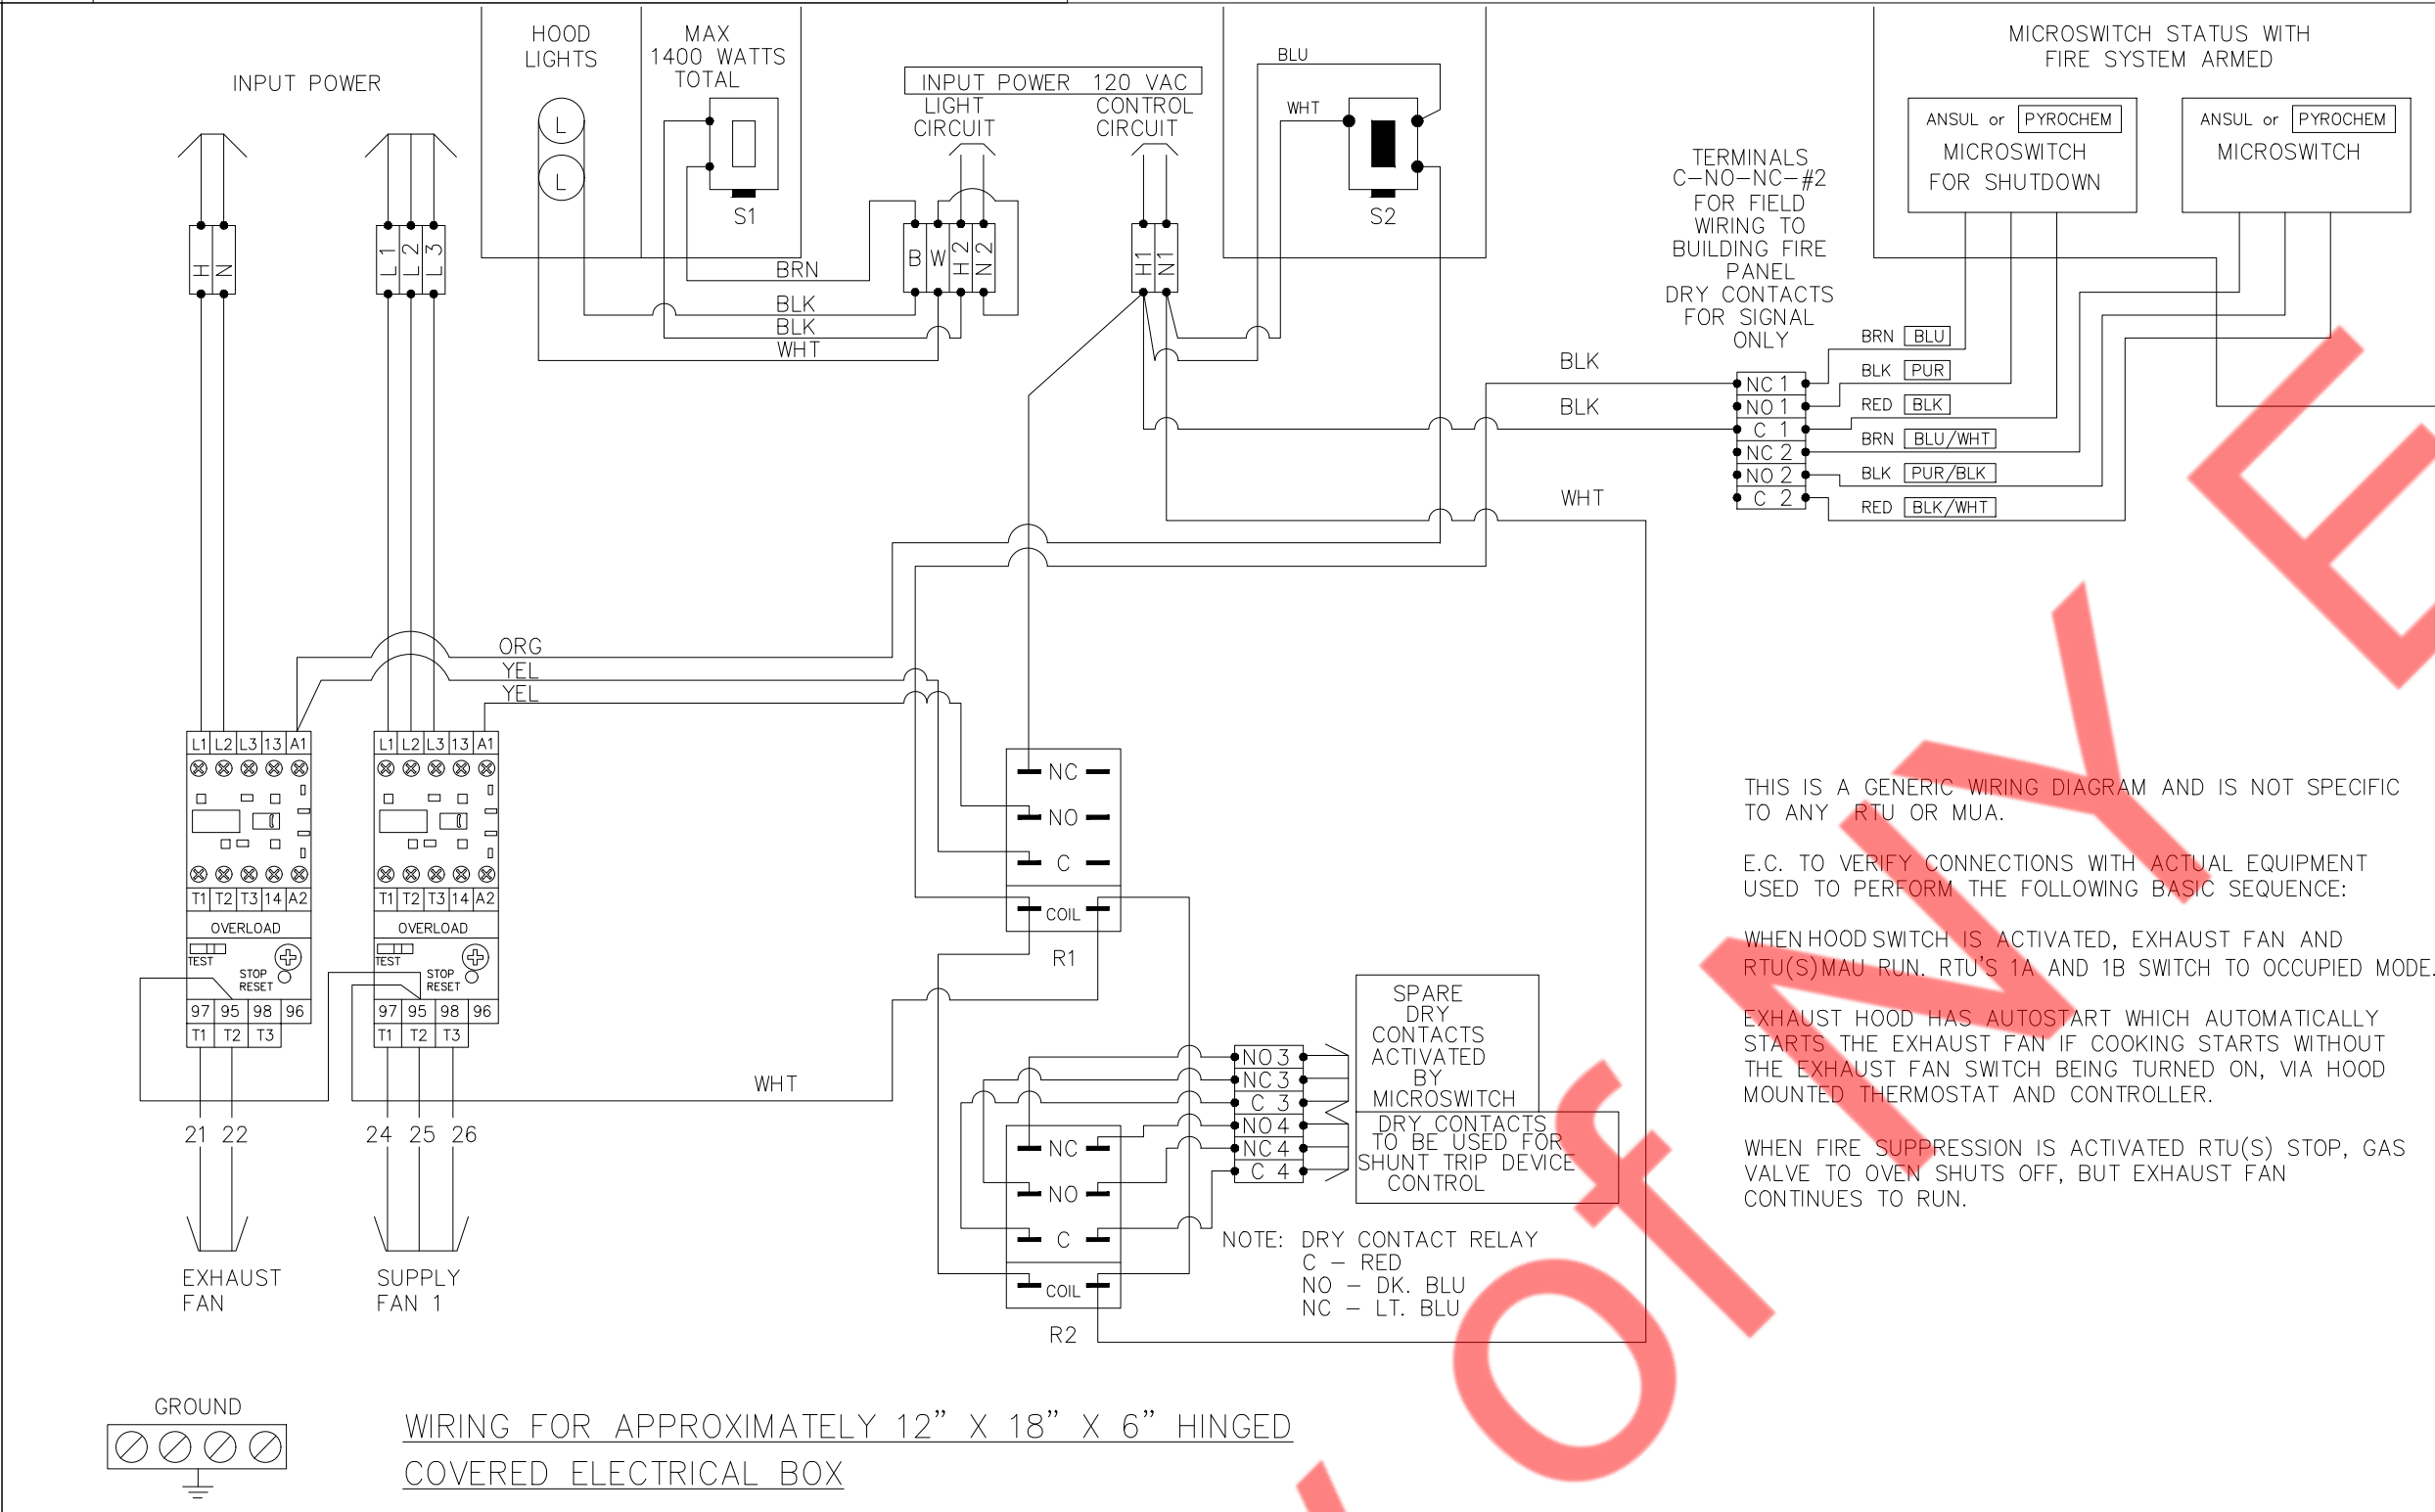 INPUT POWER
HOOD
LIGHTS
L
L
MAX
1400 WATTS
TOTAL
S1
INPUT POWER 120 VAC
LIGHT
CIRCUIT
CONTROL
CIRCUIT
BLU
WHT
S2
MICROSWITCH STATUS WITH
FIRE SYSTEM ARMED
ANSUL or PYROCHEM
MICROSWITCH
FOR SHUTDOWN
ANSUL or PYROCHEM
MICROSWITCH
TERMINALS
C-NO-NC-#2
FOR FIELD
WIRING TO
BUILDING FIRE
PANEL
DRY CONTACTS
FOR SIGNAL
ONLY
H
N
L1
L2
L3
B
W
H2
N2
H1
N1
BRN
BLK
BLK
WHT
BLK
BLK
WHT
NC 1
NO 1
C 1
NC 2
NO 2
C 2
BRN BLU
BLK PUR
RED BLK
BRN BLU/WHT
BLK PUR/BLK
RED BLK/WHT
ORG
YEL
YEL
L1 L2 L3 13 A1
T1 T2 T3 14 A2
OVERLOAD
TEST
STOP
RESET
97 95 98 96
T1 T2 T3
21 22
EXHAUST
FAN
L1 L2 L3 13 A1
T1 T2 T3 14 A2
OVERLOAD
TEST
STOP
RESET
97 95 98 96
T1 T2 T3
24 25 26
SUPPLY
FAN 1
NC
NO
C
COIL
R1
WHT
NC
NO
C
COIL
R2
NO 3
NC 3
C 3
NO 4
NC 4
C 4
SPARE
DRY
CONTACTS
ACTIVATED
BY
MICROSWITCH
DRY CONTACTS
TO BE USED FOR
SHUNT TRIP DEVICE
CONTROL
NOTE: DRY CONTACT RELAY
C - RED
NO - DK. BLU
NC - LT. BLU
THIS IS A GENERIC WIRING DIAGRAM AND IS NOT SPECIFIC
TO ANY RTU OR MUA.
E.C. TO VERIFY CONNECTIONS WITH ACTUAL EQUIPMENT
USED TO PERFORM THE FOLLOWING BASIC SEQUENCE:
WHEN HOOD SWITCH IS ACTIVATED, EXHAUST FAN AND
RTU(S)MAU RUN. RTU'S 1A AND 1B SWITCH TO OCCUPIED MODE.
EXHAUST HOOD HAS AUTOSTART WHICH AUTOMATICALLY
STARTS THE EXHAUST FAN IF COOKING STARTS WITHOUT
THE EXHAUST FAN SWITCH BEING TURNED ON, VIA HOOD
MOUNTED THERMOSTAT AND CONTROLLER.
WHEN FIRE SUPPRESSION IS ACTIVATED RTU(S) STOP, GAS
VALVE TO OVEN SHUTS OFF, BUT EXHAUST FAN
CONTINUES TO RUN.
GROUND
WIRING FOR APPROXIMATELY 12" X 18" X 6" HINGED
COVERED ELECTRICAL BOX
of NY